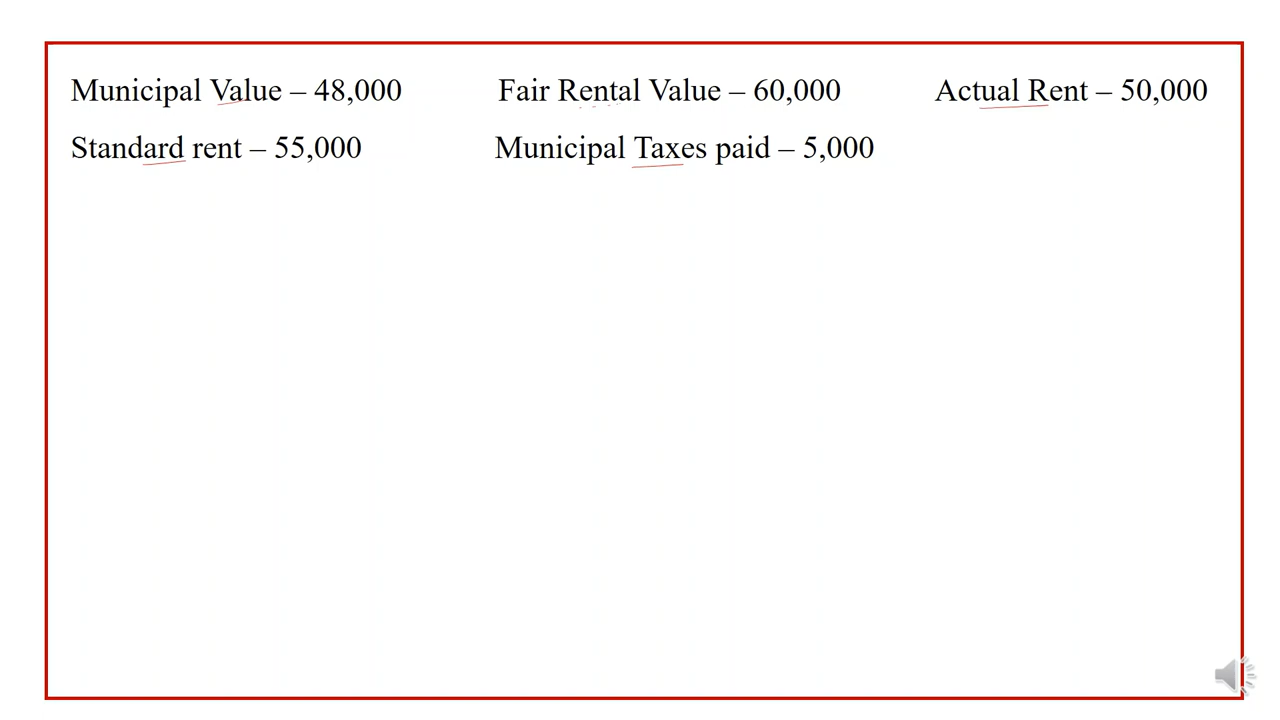 Municipal Value – 48,000 Fair Rental Value – 60,000 Actual Rent – 50,000
Standard rent – 55,000 Municipal Taxes paid – 5,000